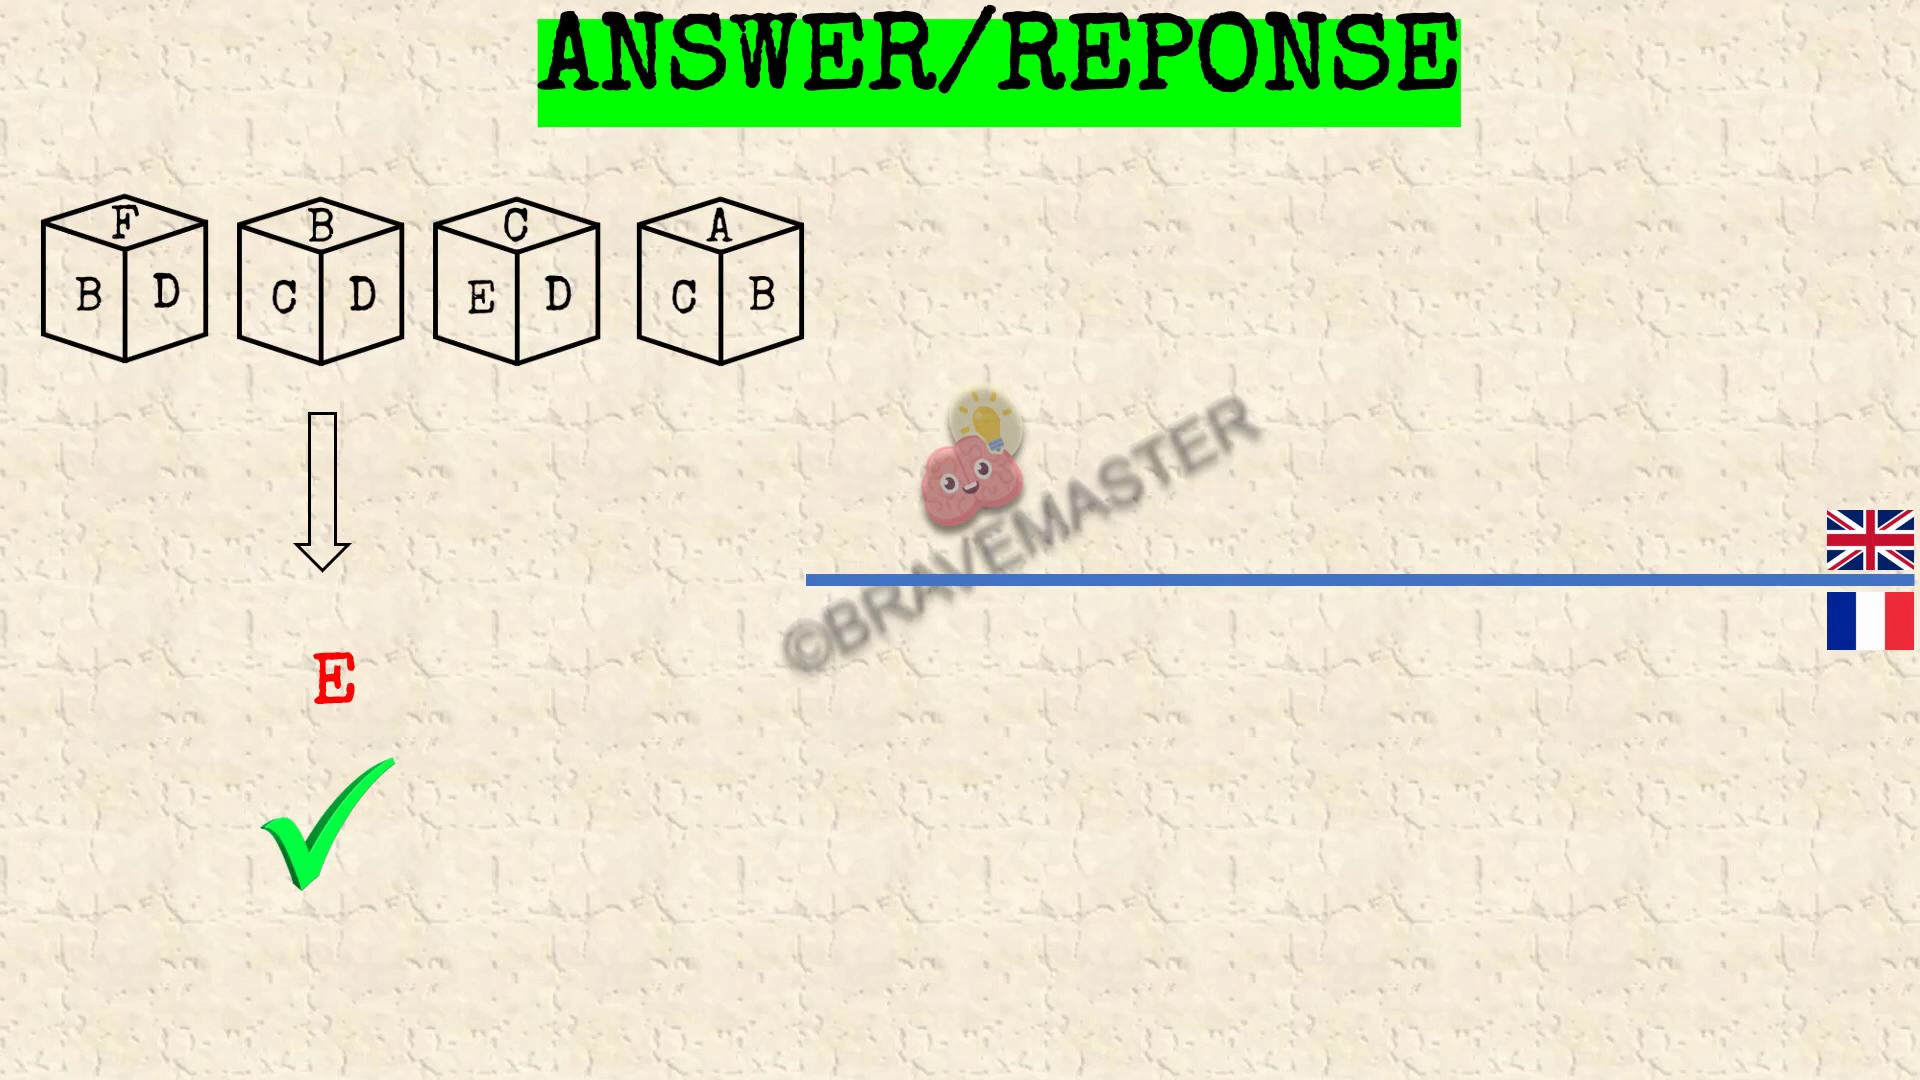 ANSWER/REPONSE
F B C A
B D C D E D C B
©BRAVEMASTER
E